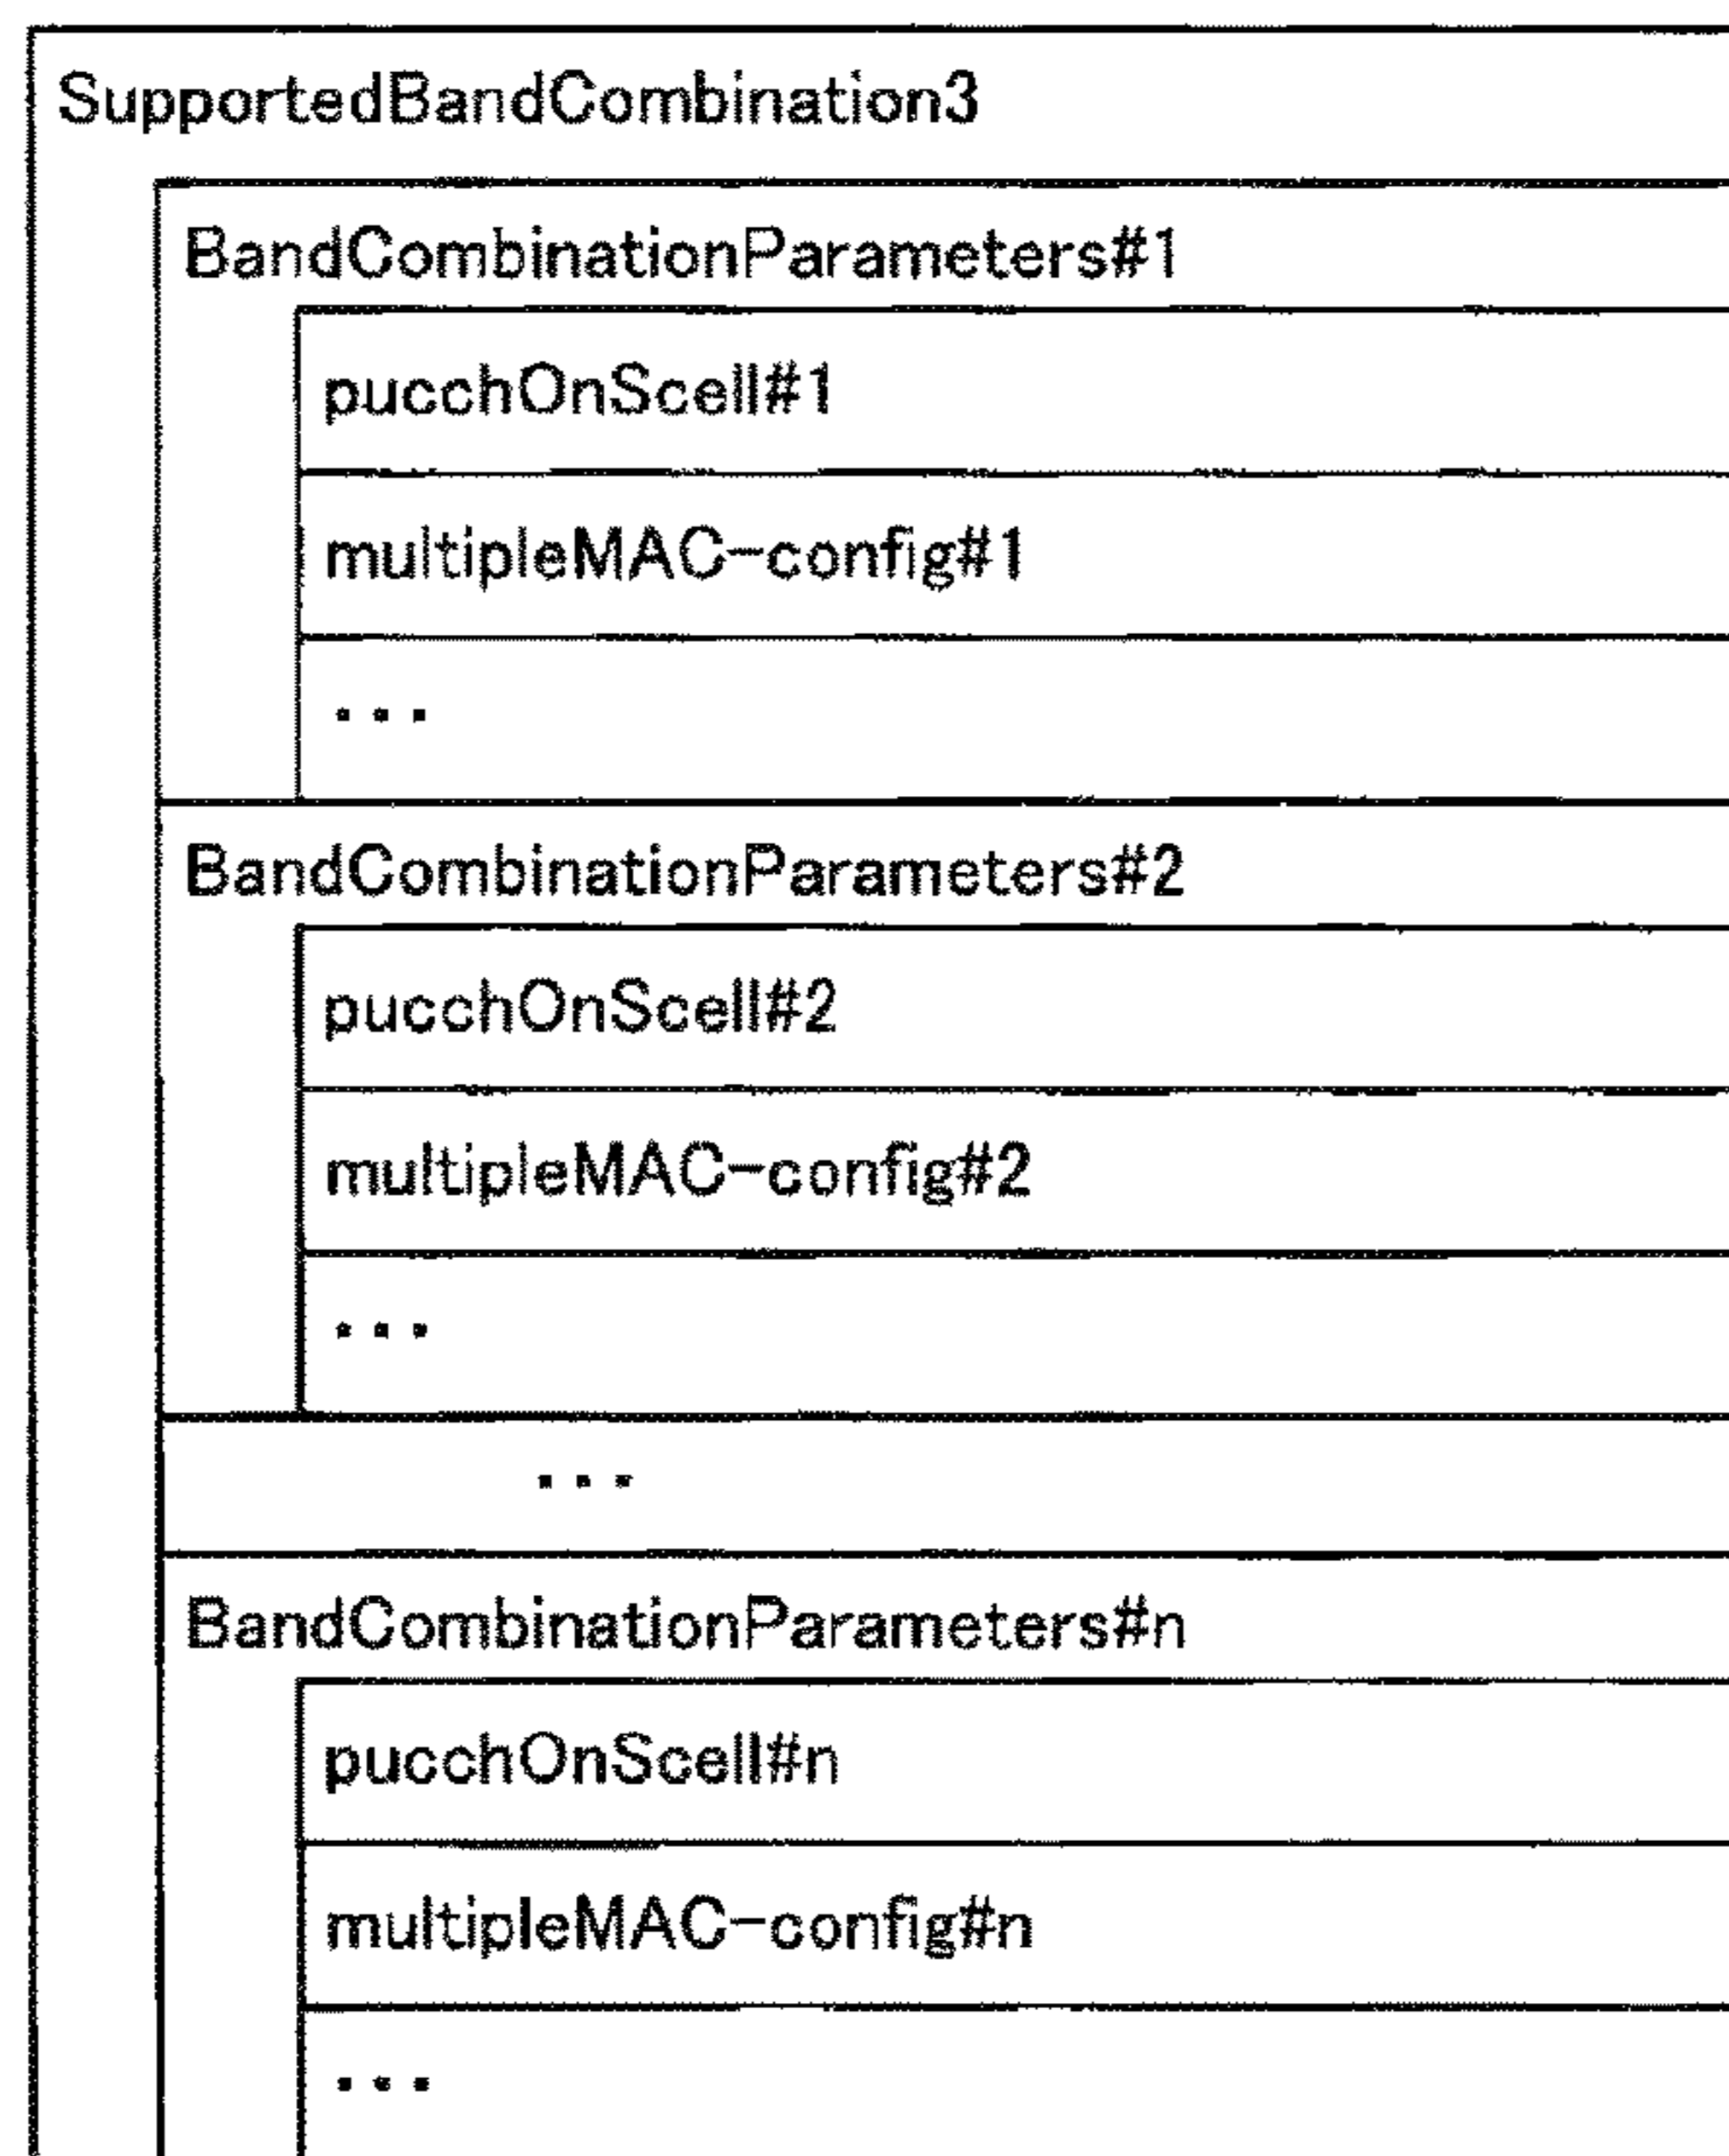 SupportedBandCombination3
BandCombinationParameters#1
pucchOnScell#1
multipleMAC-config#1
...
BandCombinationParameters#2
pucchOnScell#2
multipleMAC-config#2
...
...
BandCombinationParameters#n
pucchOnScell#n
multipleMAC-config#n
...